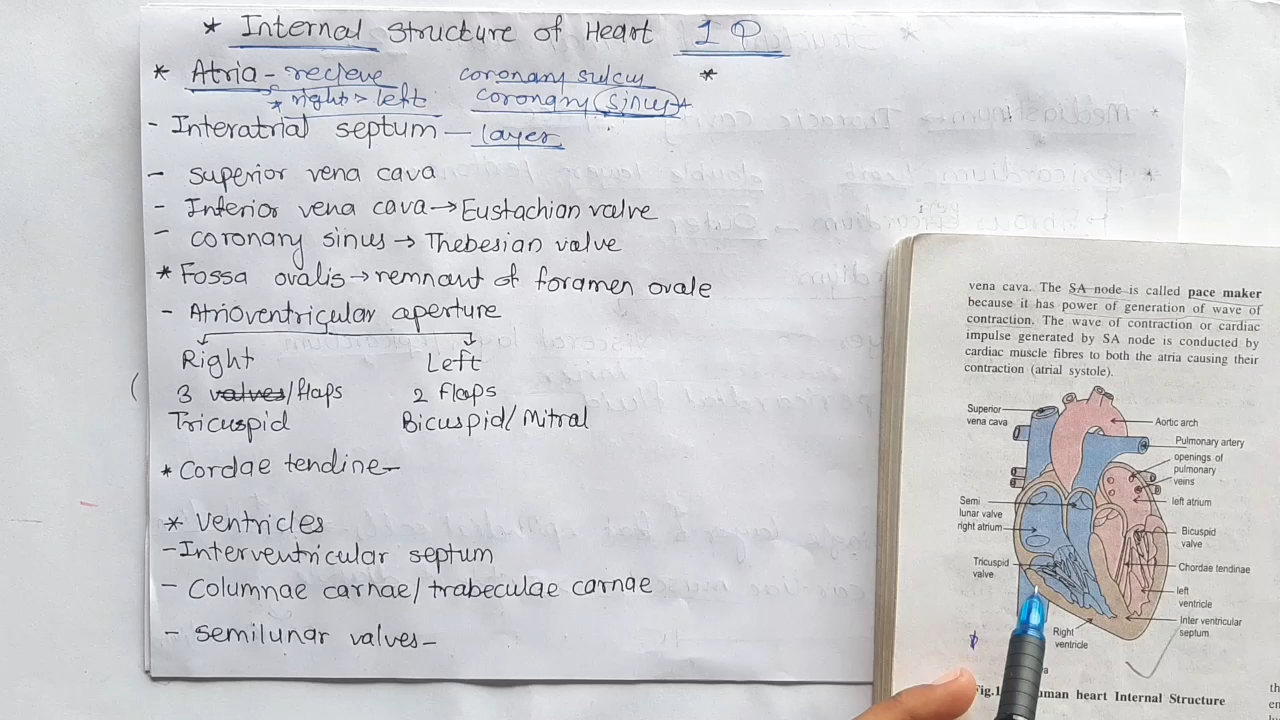 * Internal Structure of Heart IP
* Atria - recieve coronary sulcus *
* right > left coronary sinus *
- Interatrial septum — layer
- superior vena cava
- Inferior vena cava → Eustachian valve
- coronary sinus → Thebesian valve
* Fossa ovalis → remnant of foramen ovale
- Atrioventricular aperture
Right Left
3 valves/flaps 2 flaps
Tricuspid Bicuspid/Mitral
* Cordae tendine -
* Ventricles
- Interventricular septum
- Columnae carnae/trabeculae carnae
- semilunar valves -
vena cava. The SA node is called pace maker
because it has power of generation of wave of
contraction. The wave of contraction or cardiac
impulse generated by SA node is conducted by
cardiac muscle fibres to both the atria causing their
contraction (atrial systole).
Superior
vena cava
Aortic arch
Pulmonary artery
openings of
pulmonary
veins
Semi
lunar valve
left atrium
right atrium
Bicuspid
valve
Tricuspid
valve
Chordae tendinae
left
ventricle
Inter ventricular
septum
Right
ventricle
Human heart Internal Structure